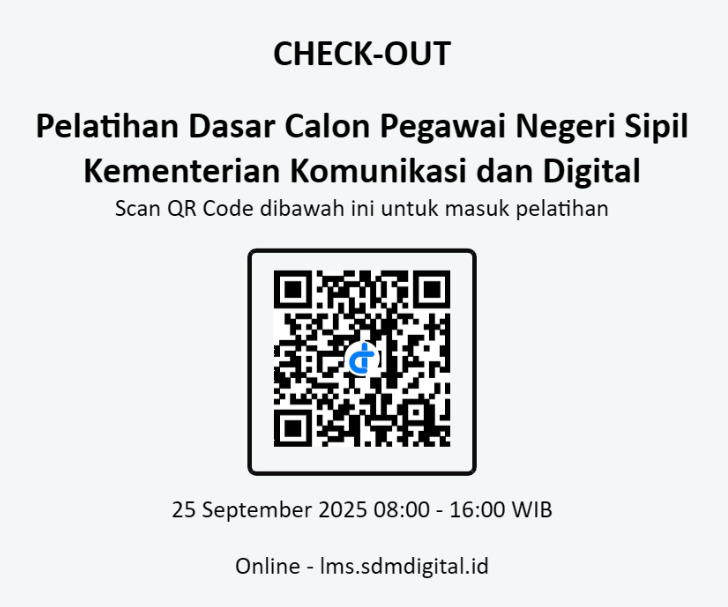 CHECK-OUT
Pelatihan Dasar Calon Pegawai Negeri Sipil
Kementerian Komunikasi dan Digital
Scan QR Code dibawah ini untuk masuk pelatihan
25 September 2025 08:00 - 16:00 WIB
Online - lms.sdmdigital.id